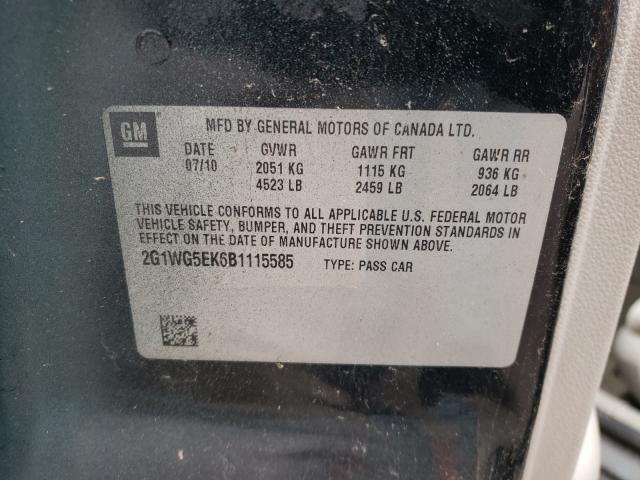 GM
MFD BY GENERAL MOTORS OF CANADA LTD.
DATE GVWR GAWR FRT GAWR RR
07/10 2051 KG 1115 KG 936 KG
4523 LB 2459 LB 2064 LB
THIS VEHICLE CONFORMS TO ALL APPLICABLE U.S. FEDERAL MOTOR
VEHICLE SAFETY, BUMPER, AND THEFT PREVENTION STANDARDS IN
EFFECT ON THE DATE OF MANUFACTURE SHOWN ABOVE.
2G1WG5EK6B1115585 TYPE: PASS CAR